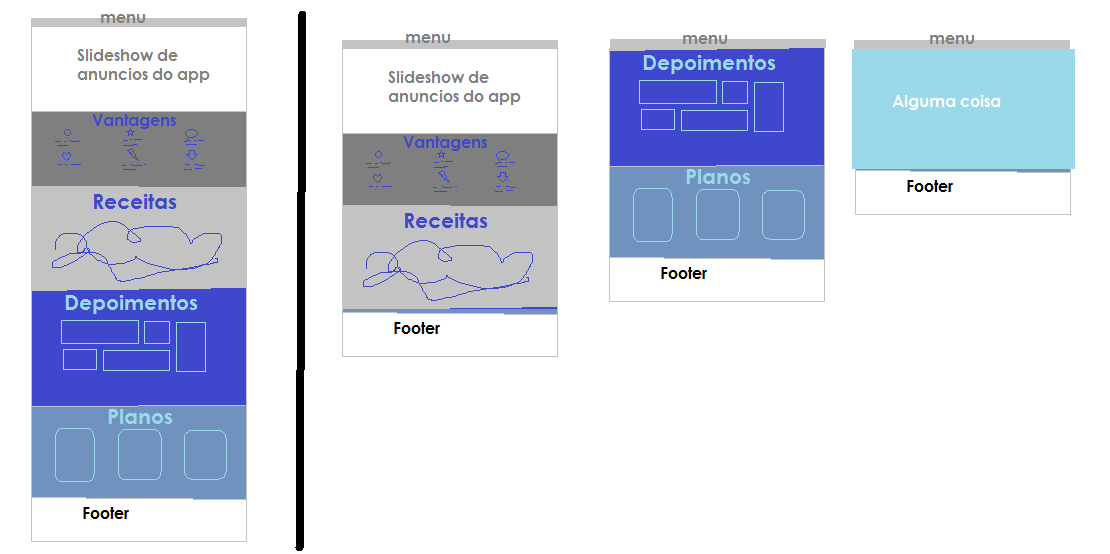 menu
Slideshow de
anuncios do app
Vantagens
Receitas
Depoimentos
Planos
Footer
menu
Slideshow de
anuncios do app
Vantagens
Receitas
Footer
menu
Depoimentos
Planos
Footer
menu
Alguma coisa
Footer